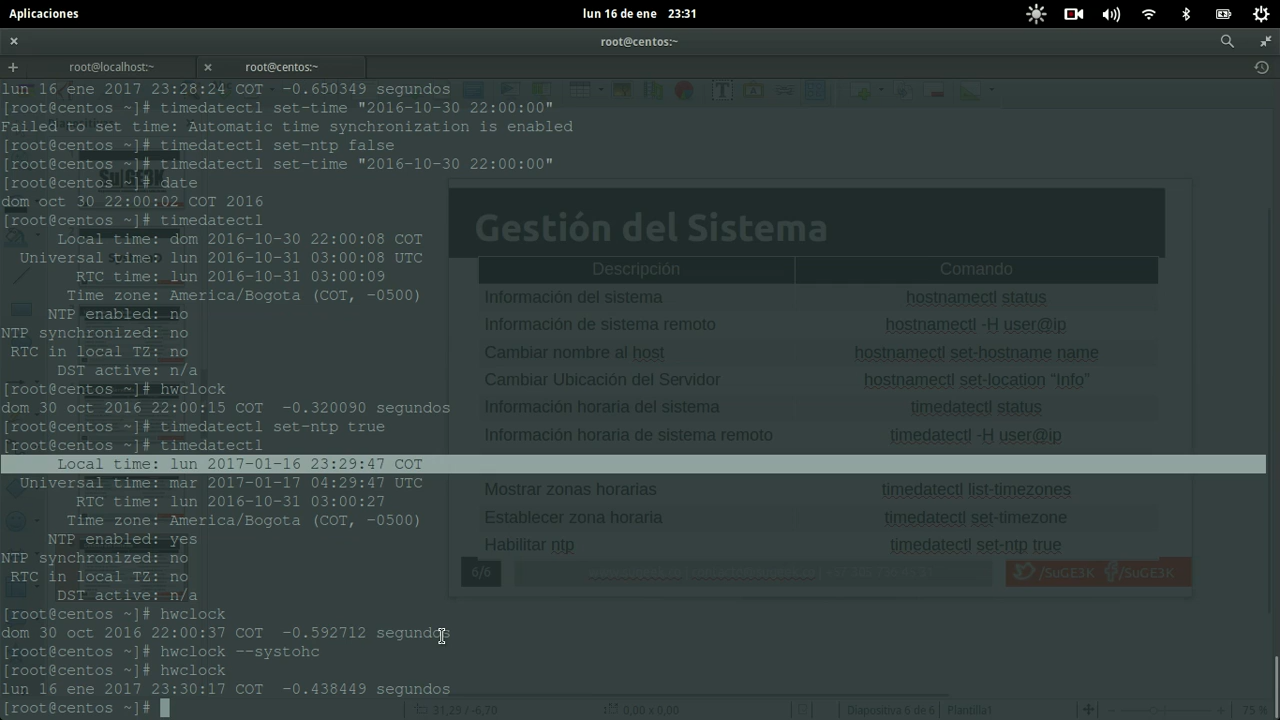 Aplicaciones
lun 16 de ene 23:31
root@centos:~
root@localhost:~
root@centos:~
lun 16 ene 2017 23:28:24 COT -0.650349 segundos
[root@centos ~]# timedatectl set-time "2016-10-30 22:00:00"
Failed to set time: Automatic time synchronization is enabled
[root@centos ~]# timedatectl set-ntp false
[root@centos ~]# timedatectl set-time "2016-10-30 22:00:00"
[root@centos ~]# date
dom oct 30 22:00:02 COT 2016
[root@centos ~]# timedatectl
Local time: dom 2016-10-30 22:00:08 COT
Universal time: lun 2016-10-31 03:00:08 UTC
RTC time: lun 2016-10-31 03:00:09
Time zone: America/Bogota (COT, -0500)
NTP enabled: no
NTP synchronized: no
RTC in local TZ: no
DST active: n/a
[root@centos ~]# hwclock
dom 30 oct 2016 22:00:15 COT -0.320090 segundos
[root@centos ~]# timedatectl set-ntp true
[root@centos ~]# timedatectl
Local time: lun 2017-01-16 23:29:47 COT
Universal time: mar 2017-01-17 04:29:47 UTC
RTC time: lun 2016-10-31 03:00:27
Time zone: America/Bogota (COT, -0500)
NTP enabled: yes
NTP synchronized: no
RTC in local TZ: no
DST active: n/a
[root@centos ~]# hwclock
dom 30 oct 2016 22:00:37 COT -0.592712 segundos
[root@centos ~]# hwclock --systohc
[root@centos ~]# hwclock
lun 16 ene 2017 23:30:17 COT -0.438449 segundos
[root@centos ~]#
SuGE3K
Gestión del Sistema
Descripción Comando
Información del sistema hostnamectl status
Información de sistema remoto hostnamectl -H user@ip
Cambiar nombre al host hostnamectl set-hostname name
Cambiar Ubicación del Servidor hostnamectl set-location “Info”
Información horaria del sistema timedatectl status
Información horaria de sistema remoto timedatectl -H user@ip
Mostrar zonas horarias timedatectl list-timezones
Establecer zona horaria timedatectl set-timezone
Habilitar ntp timedatectl set-ntp true
6/6
/SuGE3K /SuGE3K
31,29 / -6,70
0,00 x 0,00
Diapositiva 6 de 6
Plantilla1
75 %